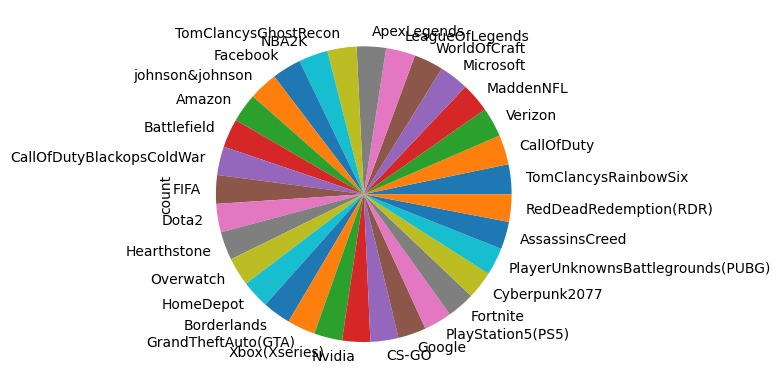 TomClancysRainbowSix
CallOfDuty
Verizon
MaddenNFL
Microsoft
WorldOfCraft
LeagueOfLegends
ApexLegends
TomClancysGhostRecon
NBA2K
Facebook
johnson&johnson
Amazon
Battlefield
CallOfDutyBlackopsColdWar
FIFA
Dota2
Hearthstone
Overwatch
HomeDepot
Borderlands
GrandTheftAuto(GTA)
Xbox(Xseries)
Nvidia
CS-GO
Google
PlayStation5(PS5)
Fortnite
Cyberpunk2077
PlayerUnknownsBattlegrounds(PUBG)
AssassinsCreed
RedDeadRedemption(RDR)
count